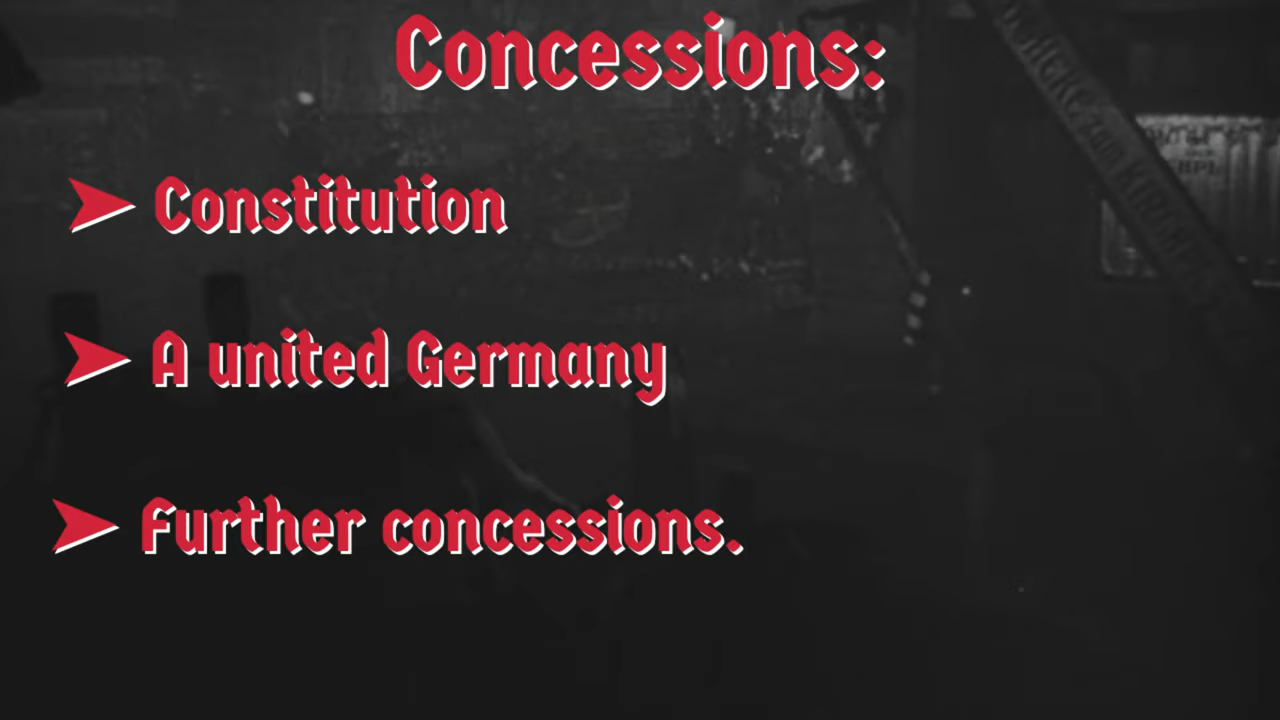 Concessions:
Constitution
A united Germany
Further concessions.